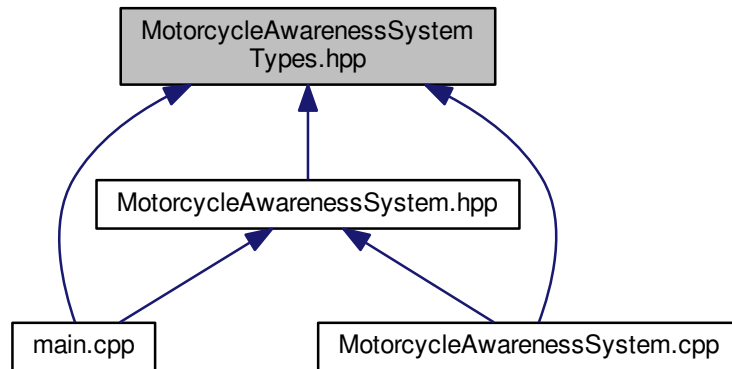 MotorcycleAwarenessSystem
Types.hpp
MotorcycleAwarenessSystem.hpp
main.cpp
MotorcycleAwarenessSystem.cpp